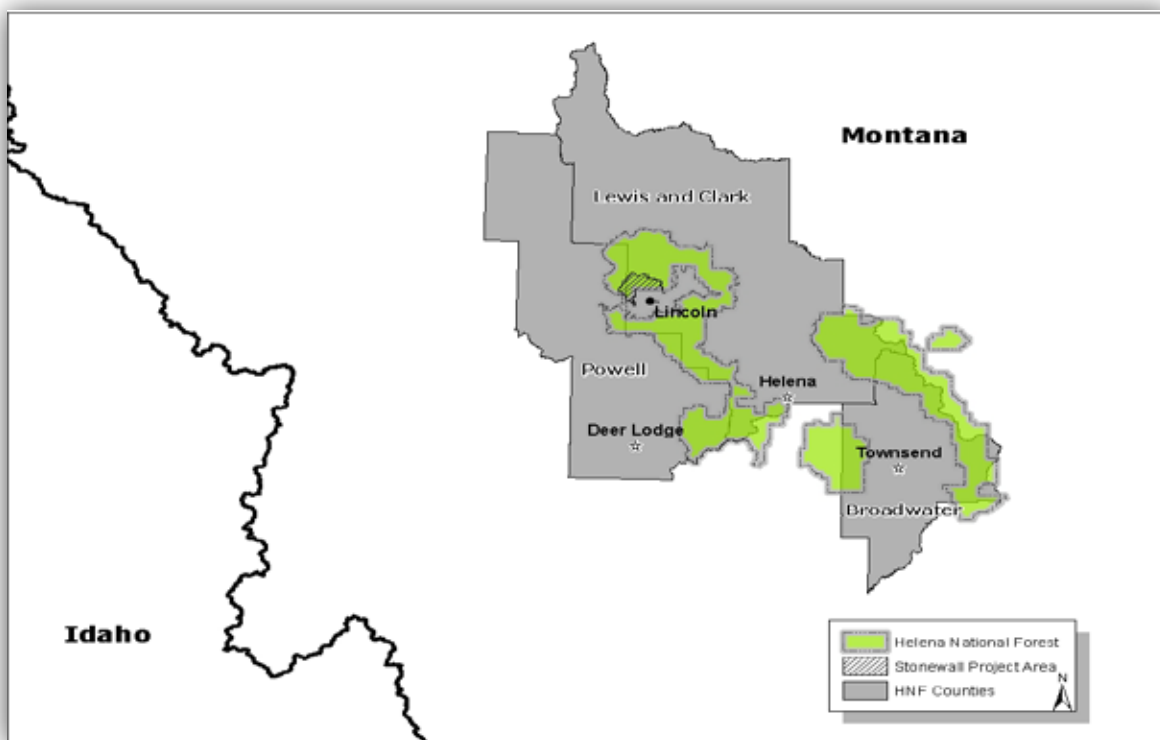 Montana
Lewis and Clark
Lincoln
Powell
Helena
Deer Lodge
Townsend
Broadwater
Idaho
Helena National Forest
Stonewall Project Area
HNF Counties
N